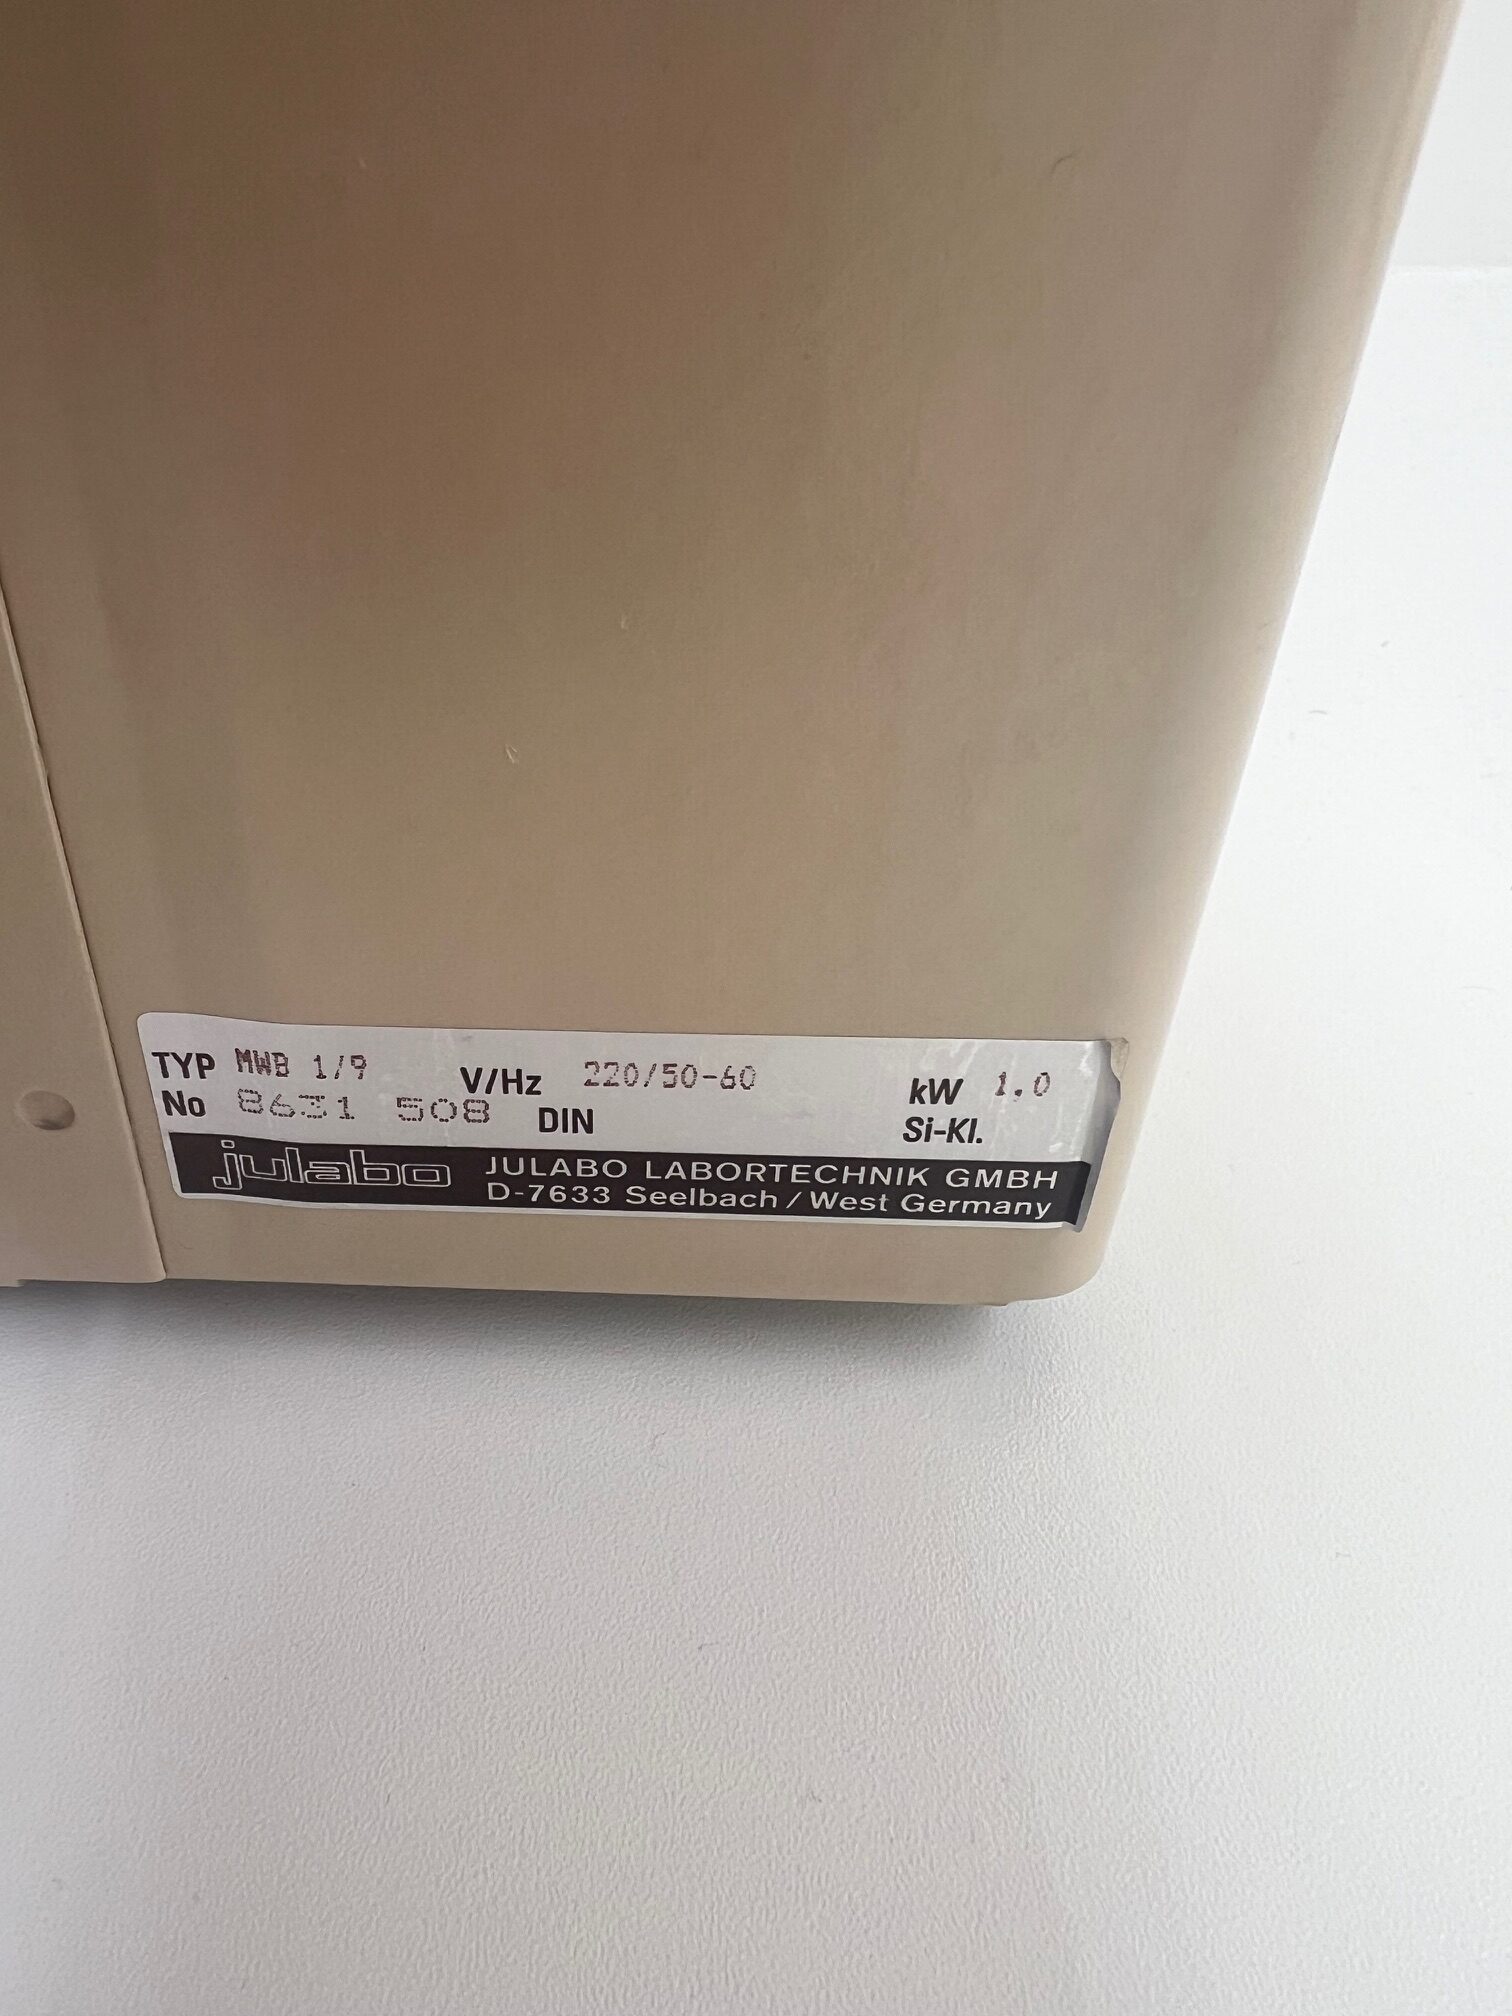 TYP MWB 1/9 V/Hz 220/50-60 kW 1.0
No 8631 508 DIN Si-Kl.
julabo JULABO LABORTECHNIK GMBH
D-7633 Seelbach / West Germany